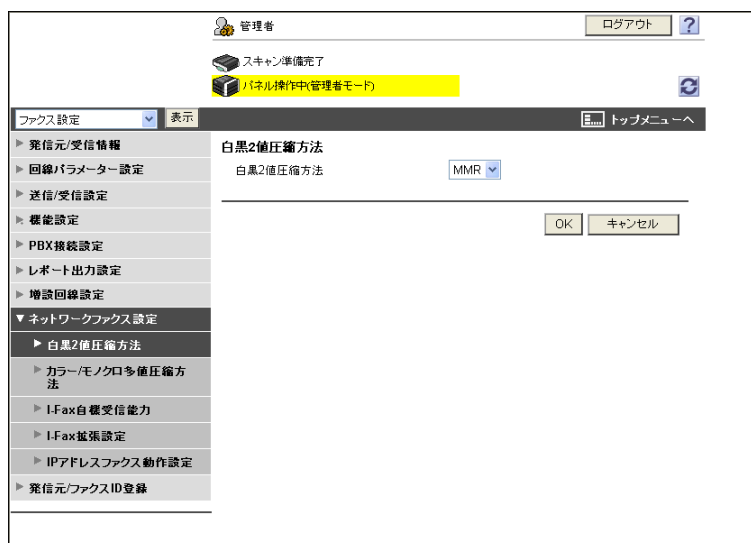 管理者
ログアウト
?
スキャン準備完了
パネル操作中(管理者モード)
ファクス設定
表示
トップメニューへ
発信元/受信情報
回線パラメーター設定
送信/受信設定
機能設定
PBX接続設定
レポート出力設定
増設回線設定
ネットワークファクス設定
白黒2値圧縮方法
カラー/モノクロ多値圧縮方
法
I-Fax自機受信能力
I-Fax拡張設定
IPアドレスファクス動作設定
発信元/ファクスID登録
白黒2値圧縮方法
白黒2値圧縮方法
MMR
OK
キャンセル